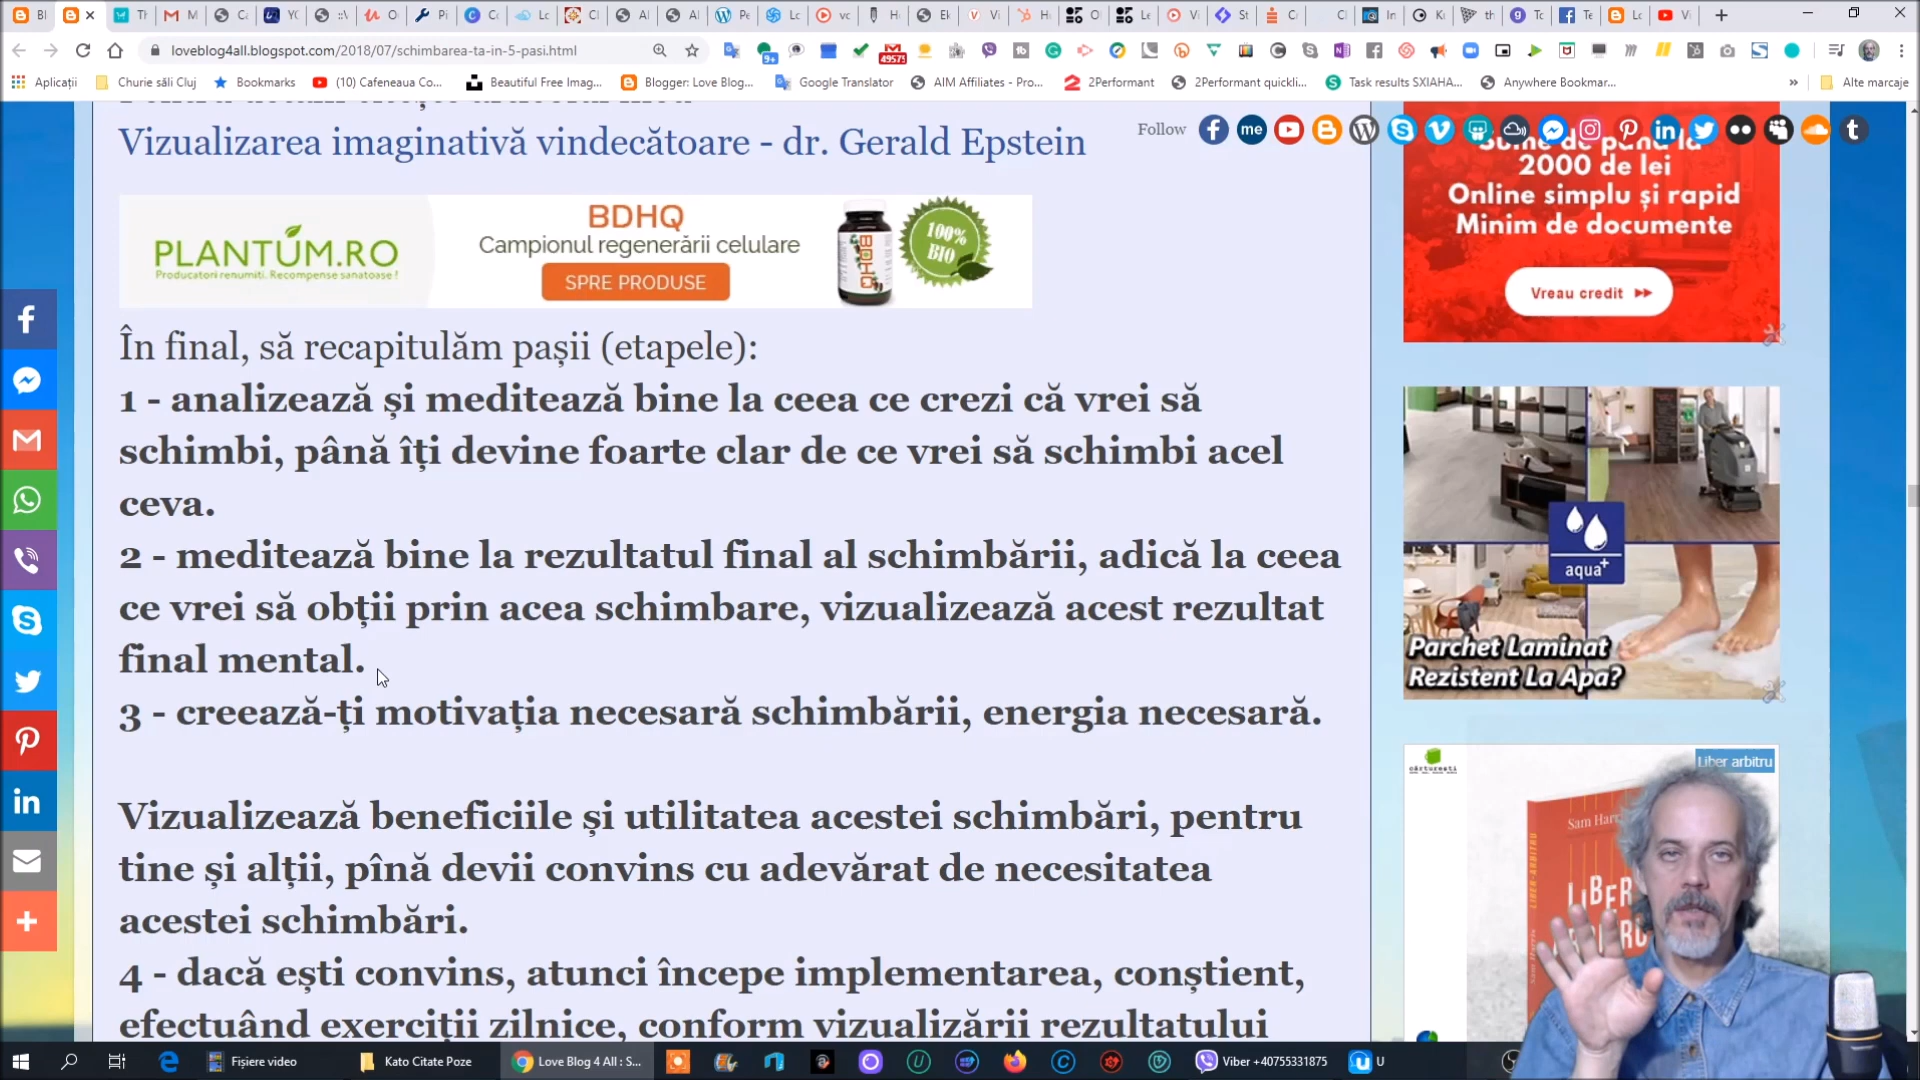 loveblog4all.blogspot.com/2018/07/schimbarea-ta-in-5-pasi.html
Aplicații
Churie săli Cluj
Bookmarks
(10) Cafeneaua Co...
Beautiful Free Imag...
Blogger: Love Blog...
Google Translator
AIM Affiliates - Pro...
2Performant
2Performant quickli...
Task results SXIAHA...
Anywhere Bookmar...
Alte marcaje
Follow
Vizualizarea imaginativă vindecătoare - dr. Gerald Epstein
PLANTUM.RO
Producatori renumiti. Recompense sanatoase!
BDHQ
Campionul regenerării celulare
SPRE PRODUSE
100%
BIO
În final, să recapitulăm pașii (etapele):
1 - analizează și meditează bine la ceea ce crezi că vrei să
schimbi, până îți devine foarte clar de ce vrei să schimbi acel
ceva.
2 - meditează bine la rezultatul final al schimbării, adică la ceea
ce vrei să obții prin acea schimbare, vizualizează acest rezultat
final mental.
3 - creează-ți motivația necesară schimbării, energia necesară.
Vizualizează beneficiile și utilitatea acestei schimbări, pentru
tine și alții, pînă devii convins cu adevărat de necesitatea
acestei schimbări.
4 - dacă ești convins, atunci începe implementarea, conștient,
efectuând exerciții zilnice, conform vizualizării rezultatului
2000 de lei
Online simplu și rapid
Minim de documente
Vreau credit
aqua+
Parchet Laminat
Rezistent La Apa?
cărturești
Liber arbitru
Fișiere video
Kato Citate Poze
Love Blog 4 All : S...
Viber +40755331875
U